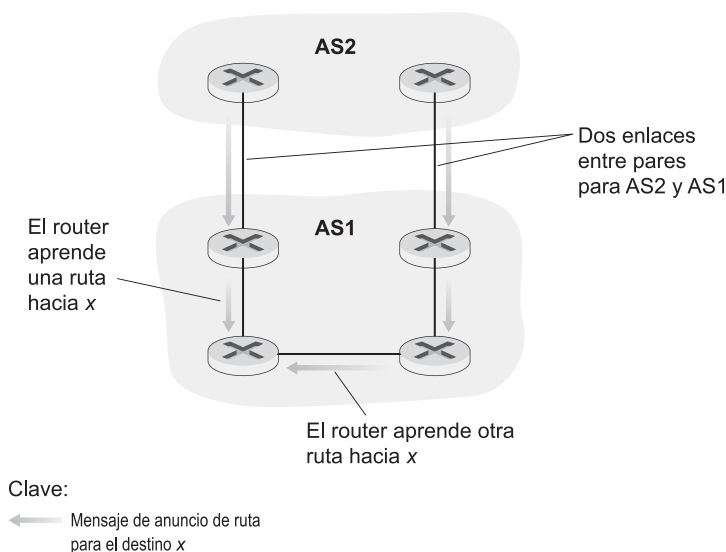 AS2
Dos enlaces
entre pares
para AS2 y AS1
AS1
El router
aprende
una ruta
hacia x
El router aprende otra
ruta hacia x
Clave:
Mensaje de anuncio de ruta
para el destino x